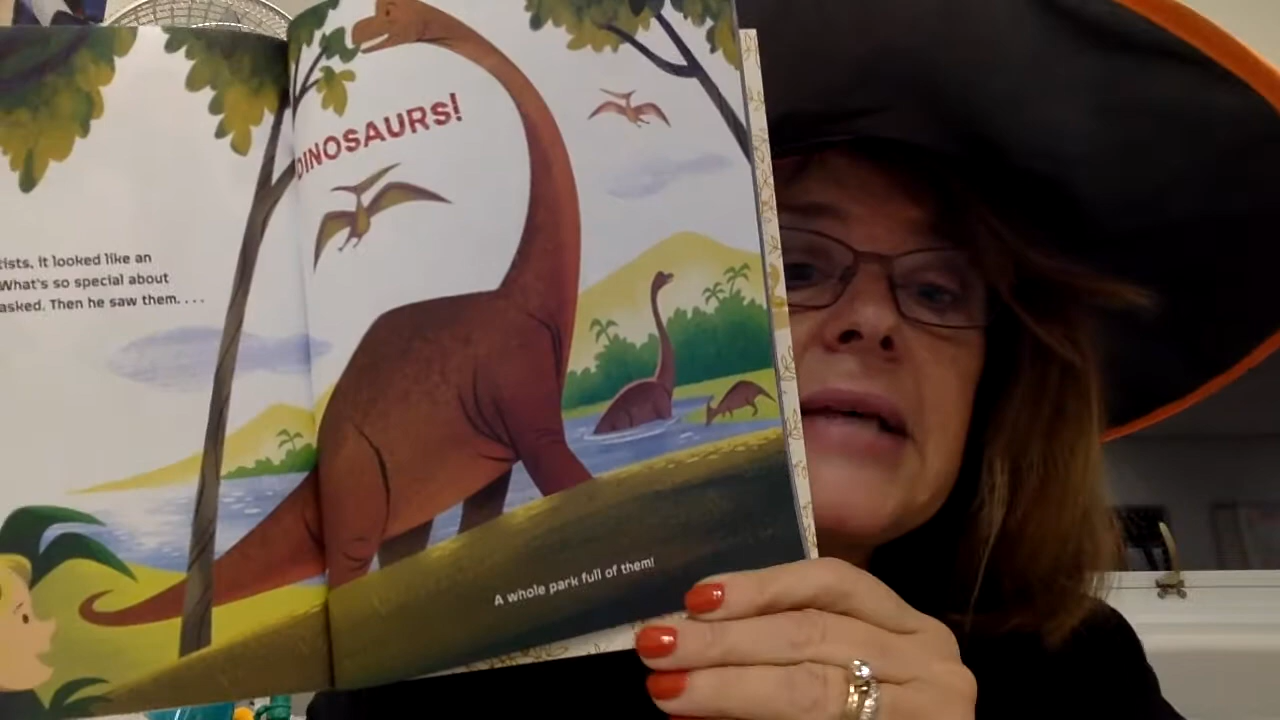 tists, it looked like an
What's so special about
asked. Then he saw them. . . .
DINOSAURS!
A whole park full of them!